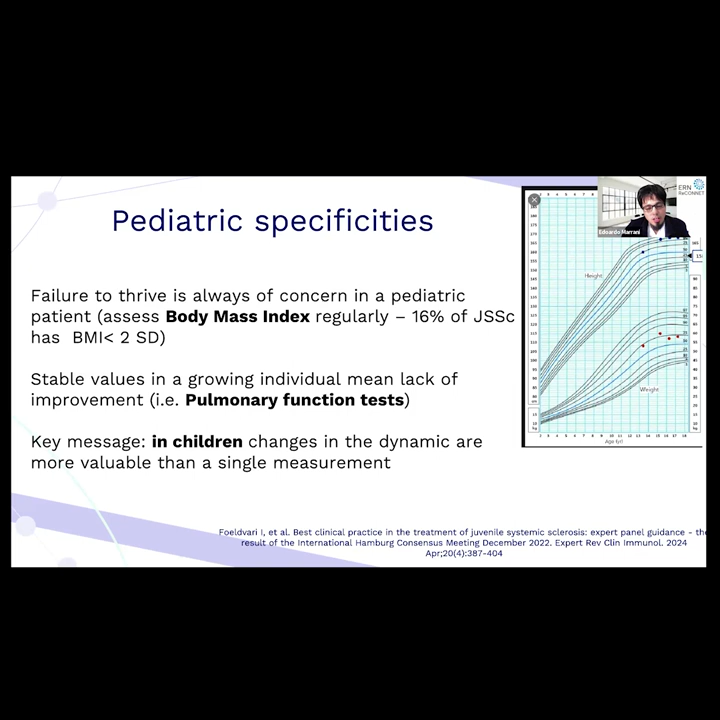 Pediatric specificities
Failure to thrive is always of concern in a pediatric
patient (assess Body Mass Index regularly – 16% of JSSc
has BMI< 2 SD)
Stable values in a growing individual mean lack of
improvement (i.e. Pulmonary function tests)
Key message: in children changes in the dynamic are
more valuable than a single measurement
Foeldvari I, et al. Best clinical practice in the treatment of juvenile systemic sclerosis: expert panel guidance - the
result of the International Hamburg Consensus Meeting December 2022. Expert Rev Clin Immunol. 2024
Apr;20(4):387-404
ERN
ReCONNET
Edoardo Marrani
Height
Weight
Age (yr)